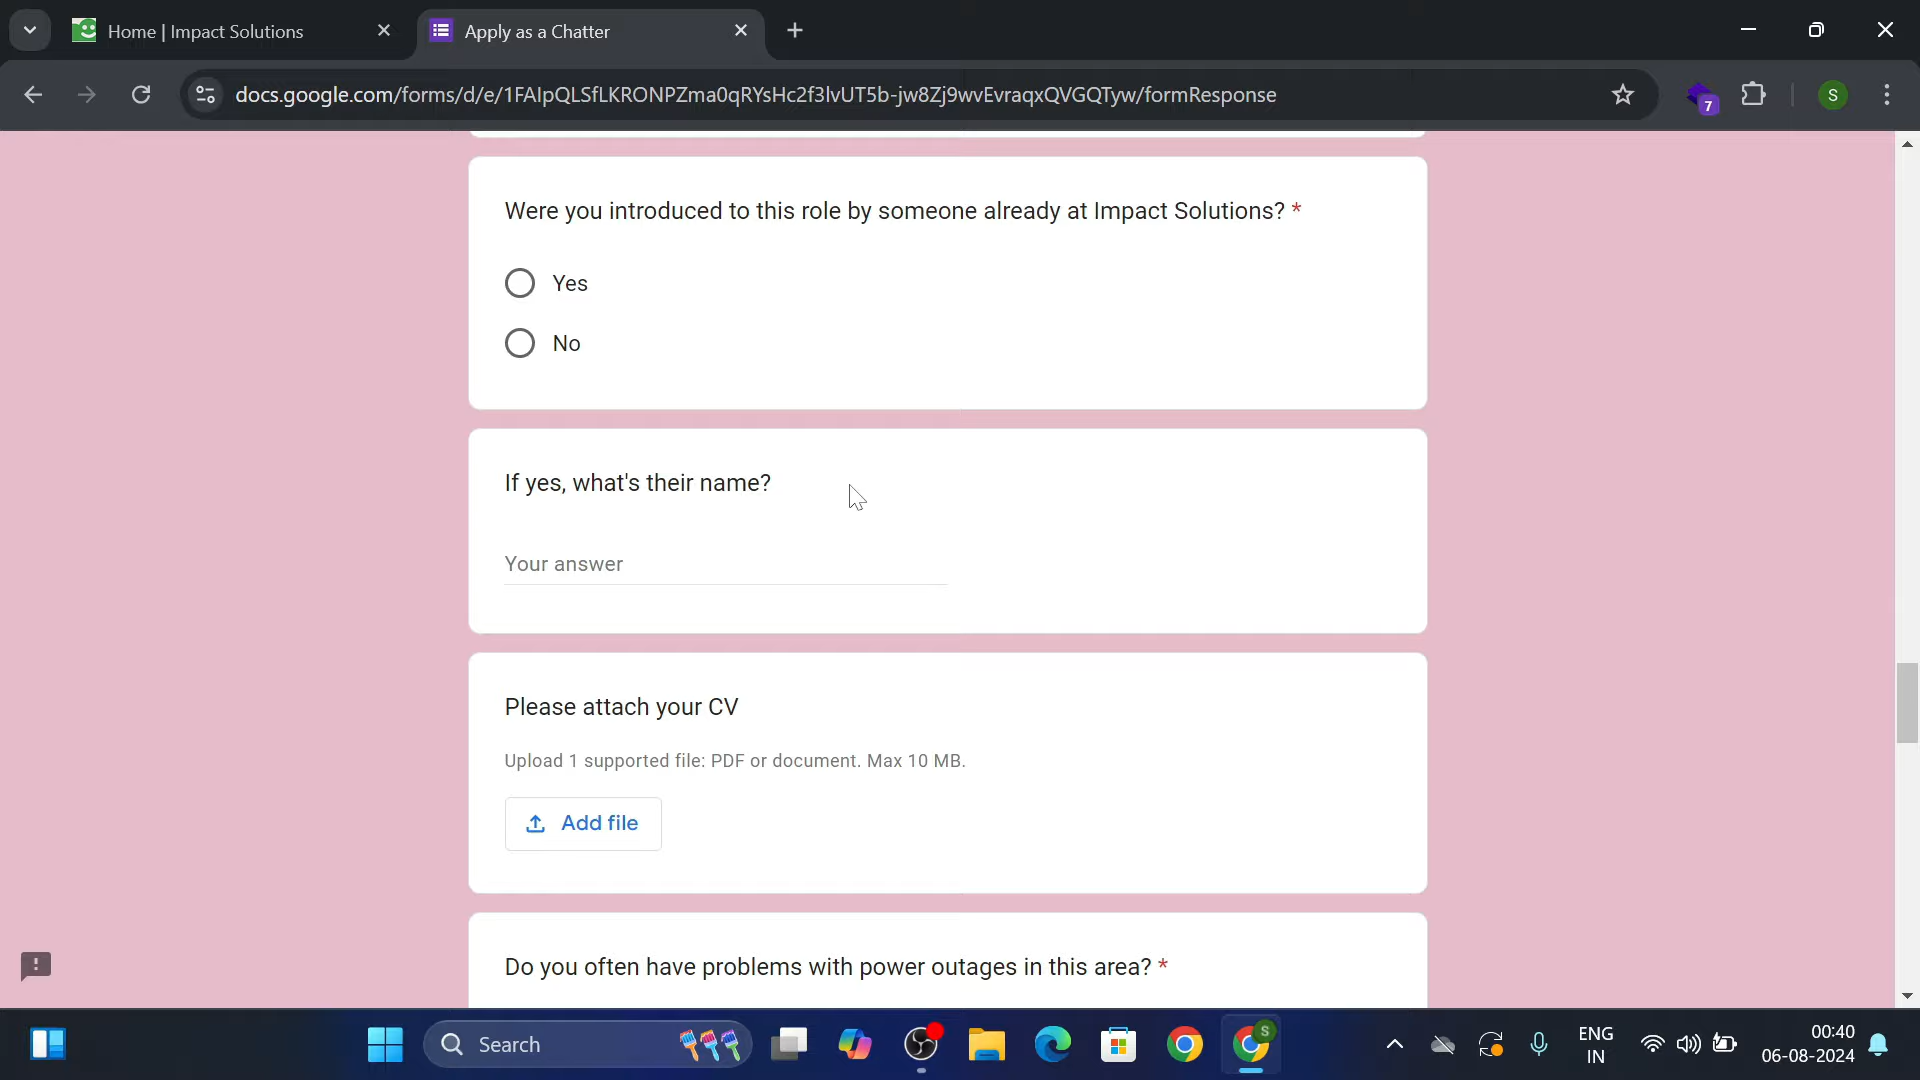 Home | Impact Solutions
Apply as a Chatter
docs.google.com/forms/d/e/1FAIpQLSfLKRONPZma0qRYsHc2f3lvUT5b-jw8Zj9wvEvraqxQVGQTyw/formResponse
7
S
Were you introduced to this role by someone already at Impact Solutions? *
Yes
No
If yes, what's their name?
Your answer
Please attach your CV
Upload 1 supported file: PDF or document. Max 10 MB.
Add file
Do you often have problems with power outages in this area? *
Search
S
ENG
IN
00:40
06-08-2024